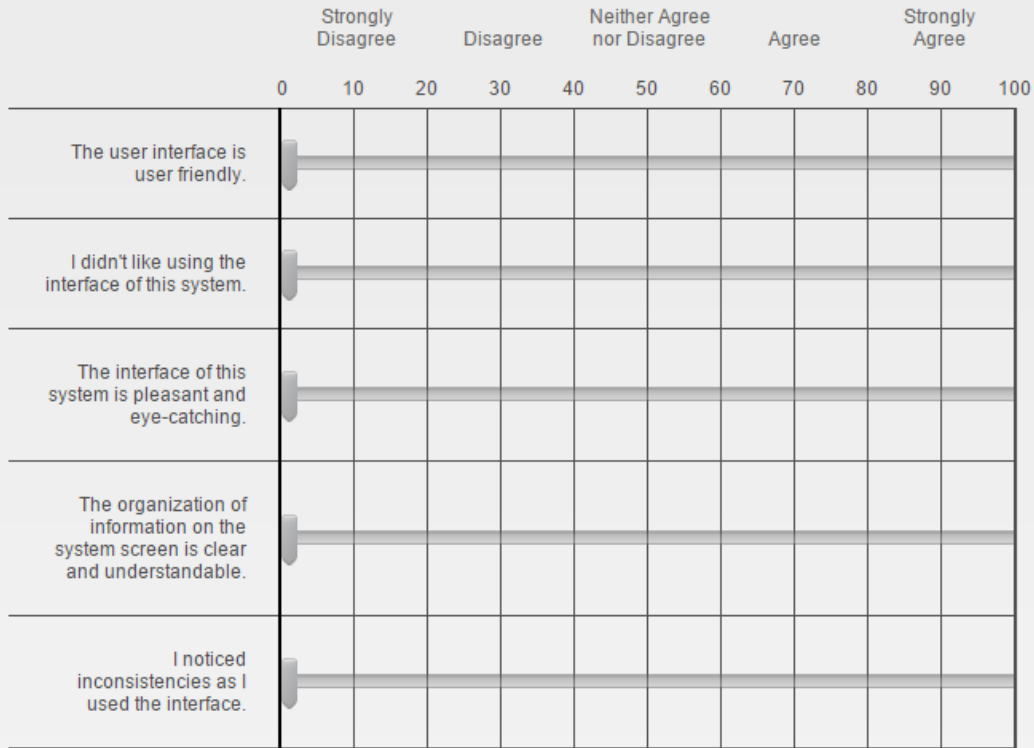 Strongly Disagree
Disagree
Neither Agree nor Disagree
Agree
Strongly Agree
0 10 20 30 40 50 60 70 80 90 100
The user interface is
user friendly.
I didn't like using the
interface of this system.
The interface of this
system is pleasant and
eye-catching.
The organization of
information on the
system screen is clear
and understandable.
I noticed
inconsistencies as I
used the interface.